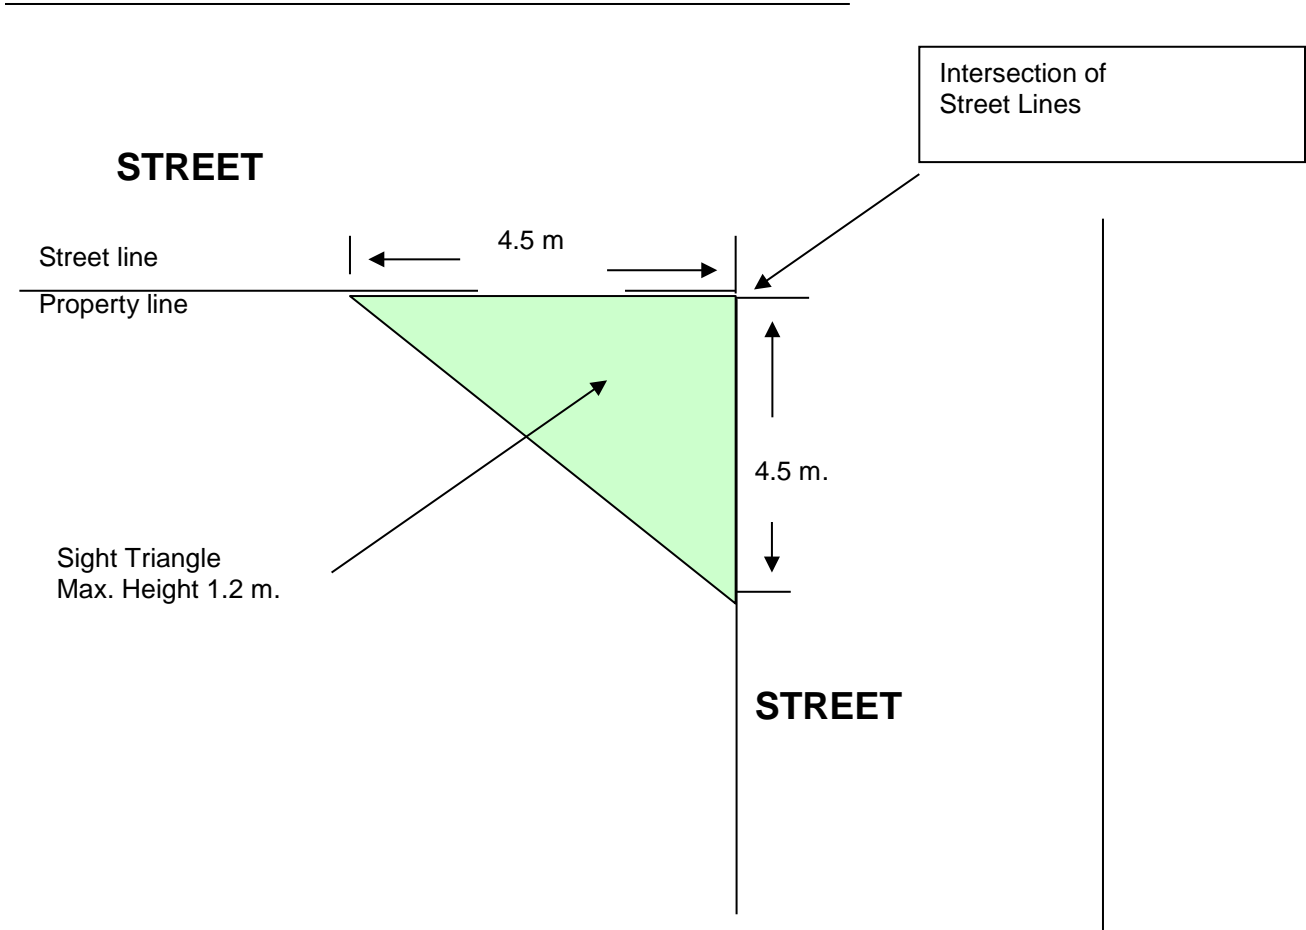 Intersection of
Street Lines
STREET
4.5 m
Street line
Property line
4.5 m.
Sight Triangle
Max. Height 1.2 m.
STREET